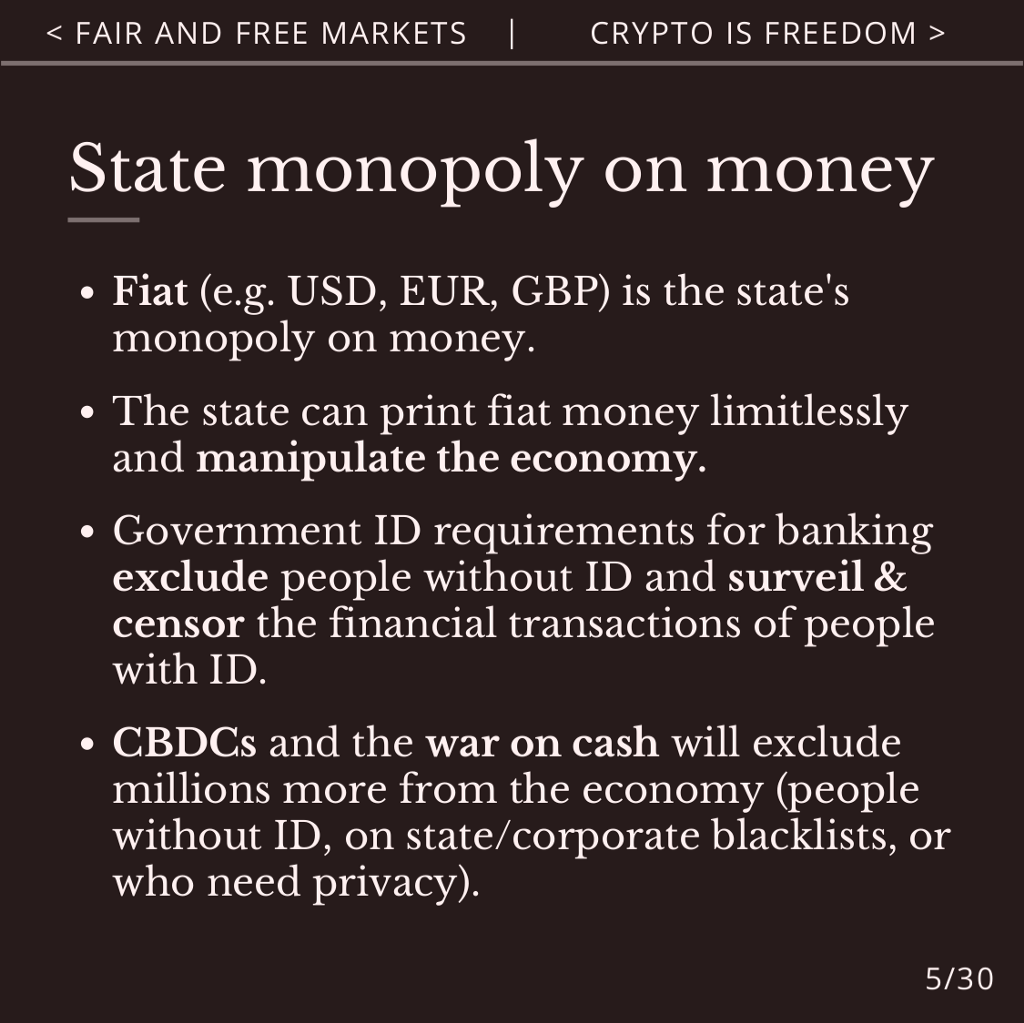 < FAIR AND FREE MARKETS | CRYPTO IS FREEDOM >
State monopoly on money
• Fiat (e.g. USD, EUR, GBP) is the state's
monopoly on money.
• The state can print fiat money limitlessly
and manipulate the economy.
• Government ID requirements for banking
exclude people without ID and surveil &
censor the financial transactions of people
with ID.
• CBDCs and the war on cash will exclude
millions more from the economy (people
without ID, on state/corporate blacklists, or
who need privacy).
5/30